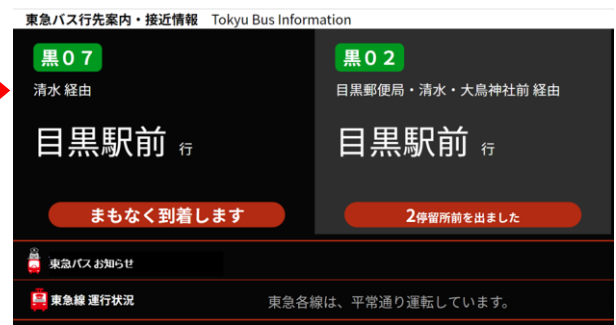 東急バス行先案内・接近情報 Tokyu Bus Information
黒07
清水 経由
目黒駅前 行
まもなく到着します
黒02
目黒郵便局・清水・大鳥神社前 経由
目黒駅前 行
2停留所前を出ました
東急バス お知らせ
東急線 運行状況 東急各線は、平常通り運転しています。